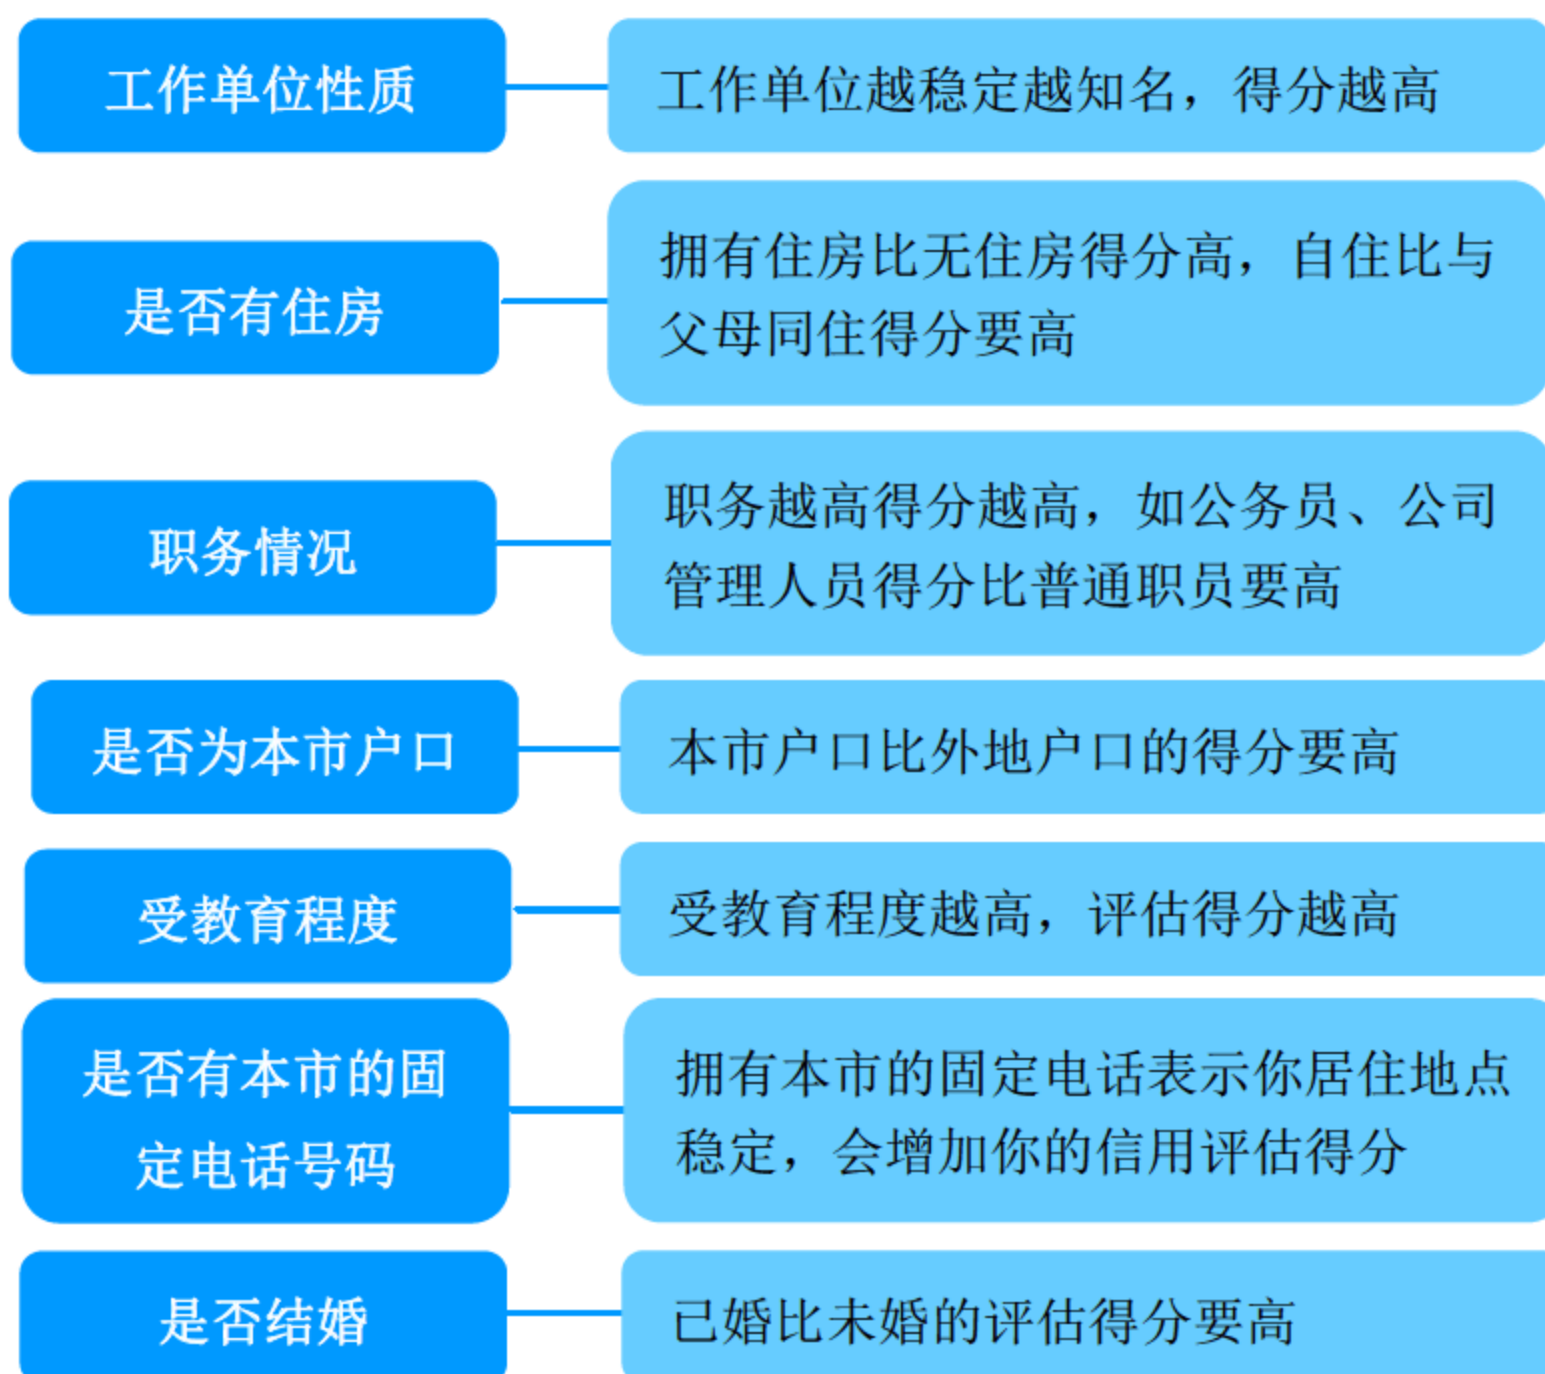 工作单位性质
工作单位越稳定越知名，得分越高
是否有住房
拥有住房比无住房得分高，自住比与
父母同住得分要高
职务情况
职务越高得分越高，如公务员、公司
管理人员得分比普通职员要高
是否为本市户口
本市户口比外地户口的得分要高
受教育程度
受教育程度越高，评估得分越高
是否有本市的固
定电话号码
拥有本市的固定电话表示你居住地点
稳定，会增加你的信用评估得分
是否结婚
已婚比未婚的评估得分要高